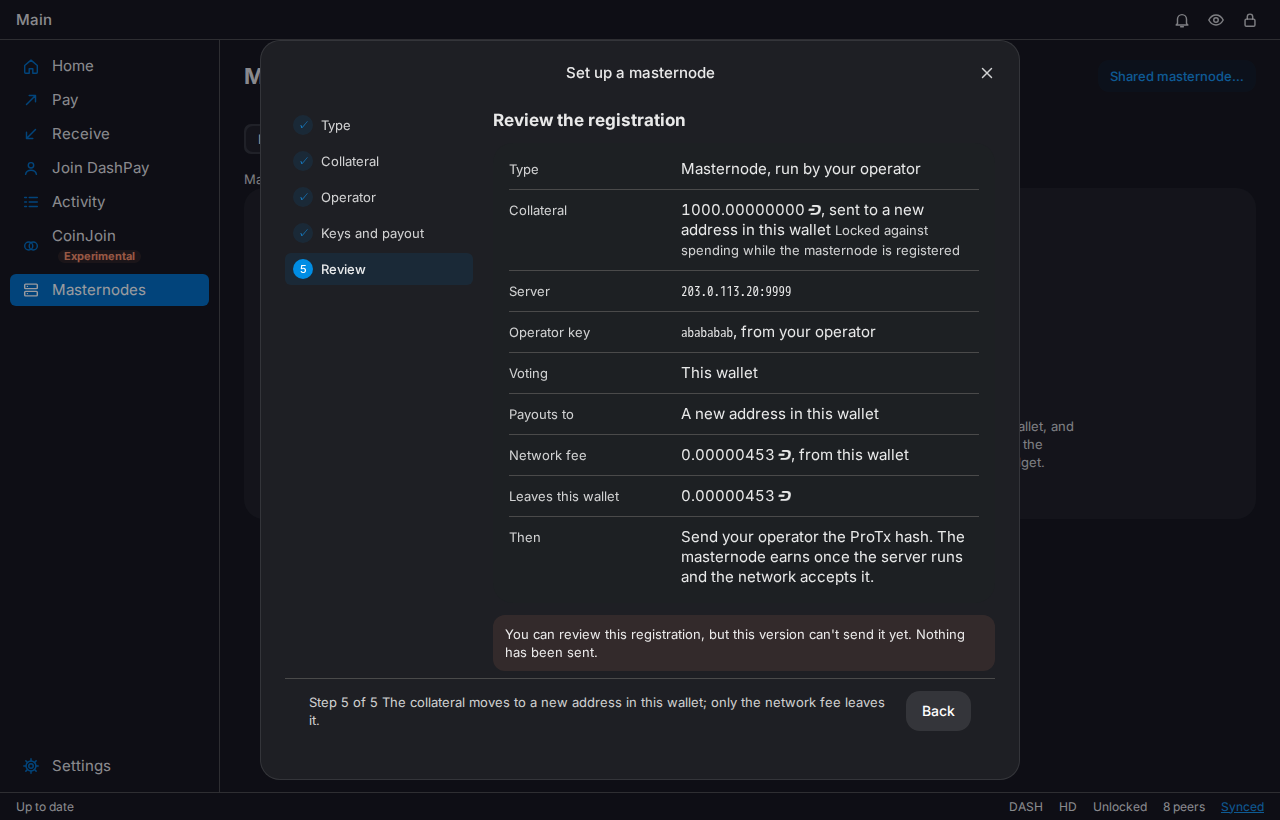 Main
Home
Pay
Receive
Join DashPay
Activity
CoinJoin
Experimental
Masternodes
Settings
Shared masternode...
Set up a masternode
Type
Collateral
Operator
Keys and payout
5 Review
Review the registration
Type Masternode, run by your operator
Collateral 1000.00000000, sent to a new
address in this wallet Locked against
spending while the masternode is registered
Server 203.0.113.20:9999
Operator key abababab, from your operator
Voting This wallet
Payouts to A new address in this wallet
Network fee 0.00000453, from this wallet
Leaves this wallet 0.00000453
Then Send your operator the ProTx hash. The
masternode earns once the server runs
and the network accepts it.
You can review this registration, but this version can't send it yet. Nothing
has been sent.
Step 5 of 5 The collateral moves to a new address in this wallet; only the network fee leaves
it.
Back
and
the
Up to date
DASH HD Unlocked 8 peers Synced